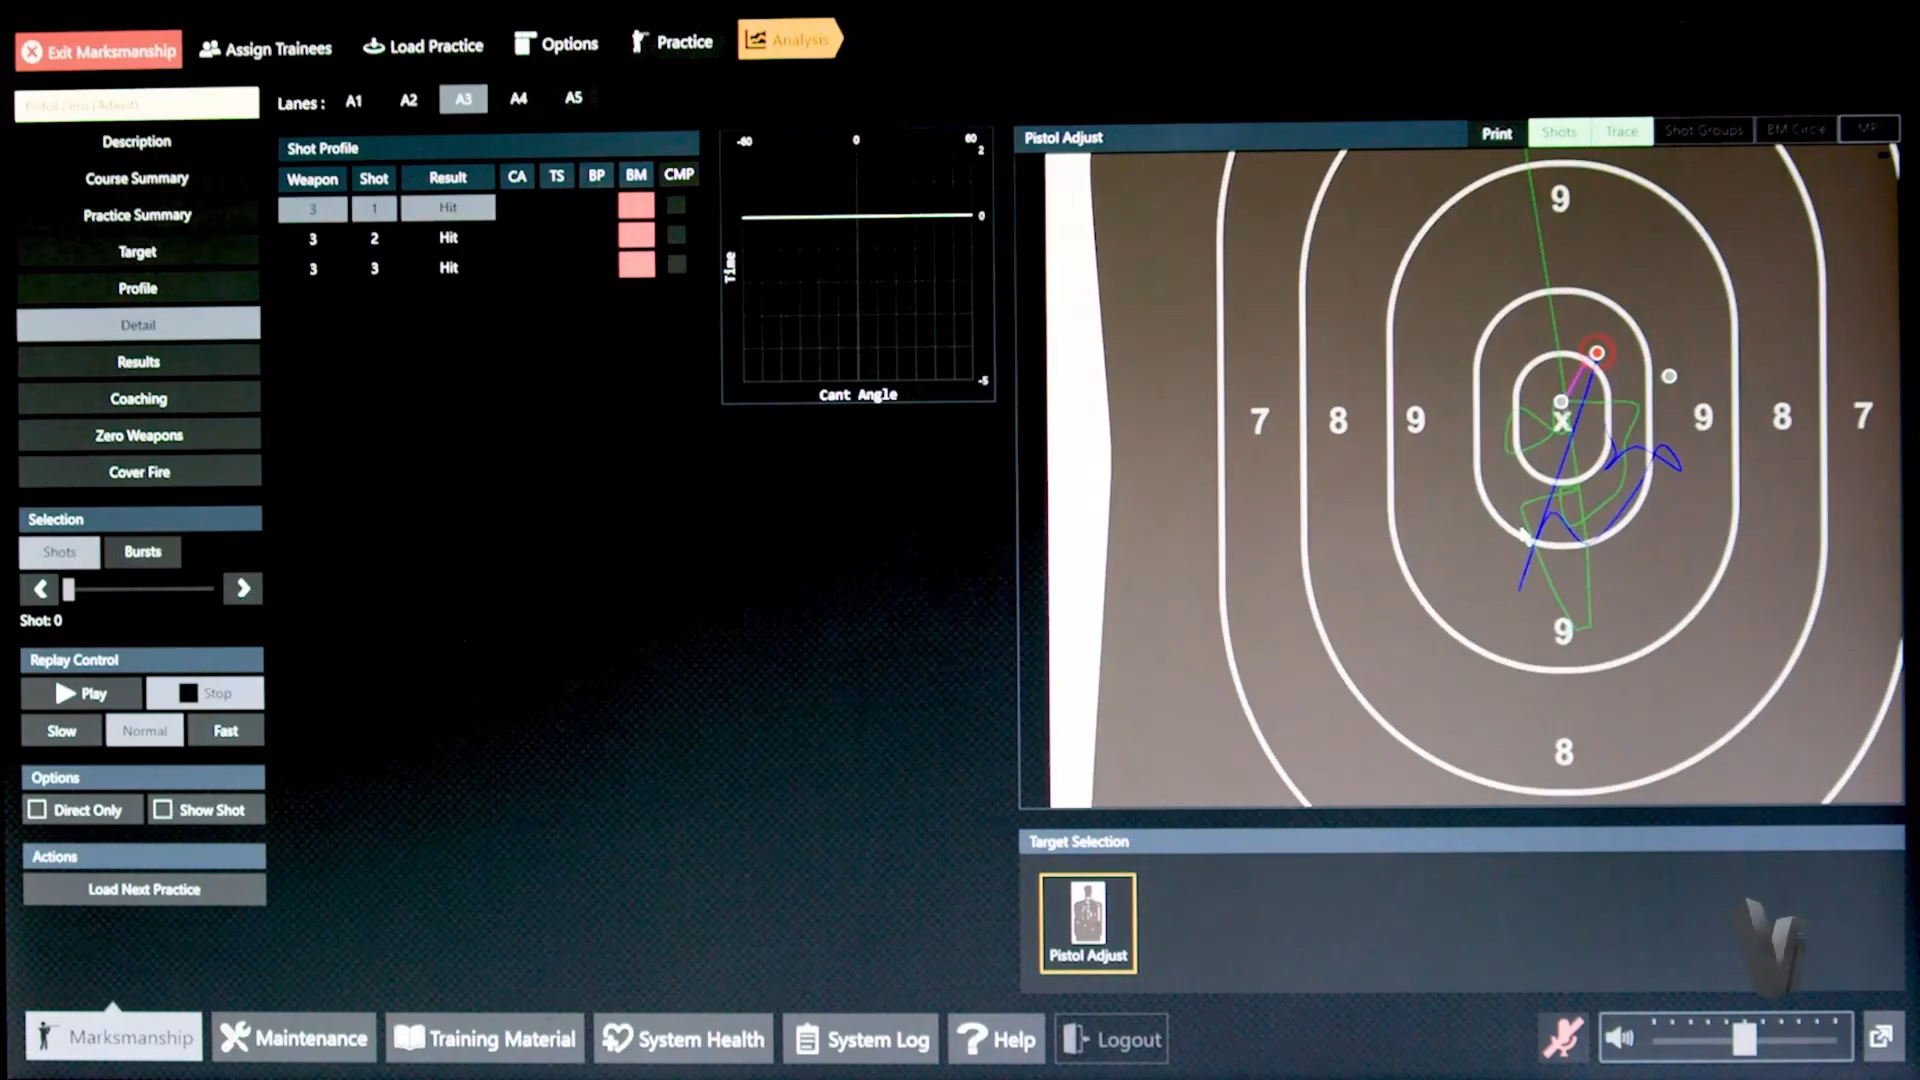 Exit Marksmanship Assign Trainees Load Practice Options Practice Analysis
Pistol Zero (Adjust)
Lanes : A1 A2 A3 A4 A5
Description
Course Summary
Practice Summary
Target
Profile
Detail
Results
Coaching
Zero Weapons
Cover Fire
Selection
Shots Bursts
Shot: 0
Replay Control
Play Stop
Slow Normal Fast
Options
Direct Only Show Shot
Actions
Load Next Practice
Shot Profile
Weapon Shot Result CA TS BP BM CMP
3 1 Hit
3 2 Hit
3 3 Hit
-60 0 60
2
0
-5
Time
Cant Angle
Pistol Adjust Print Shots Trace Shot Groups BM Circle MPI
9
7 8 9 X 9 8 7
9
8
Target Selection
Pistol Adjust
Marksmanship Maintenance Training Material System Health System Log Help Logout